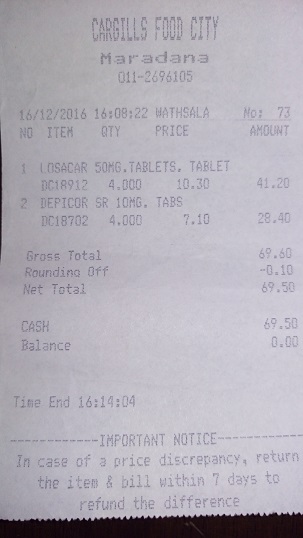 CARGILLS FOOD CITY
Maradana
011-2696105
16/12/2016 16:08:22 WATHSALA No: 73
NO ITEM QTY PRICE AMOUNT
1 LOSACAR 50MG.TABLETS. TABLET
DC18912 4.000 10.30 41.20
2 DEPICOR SR 10MG. TABS
DC18702 4.000 7.10 28.40
Gross Total 69.60
Rounding Off -0.10
Net Total 69.50
CASH 69.50
Balance 0.00
Time End 16:14:04
------------IMPORTANT NOTICE------------
In case of a price discrepancy, return
the item & bill within 7 days to
refund the difference